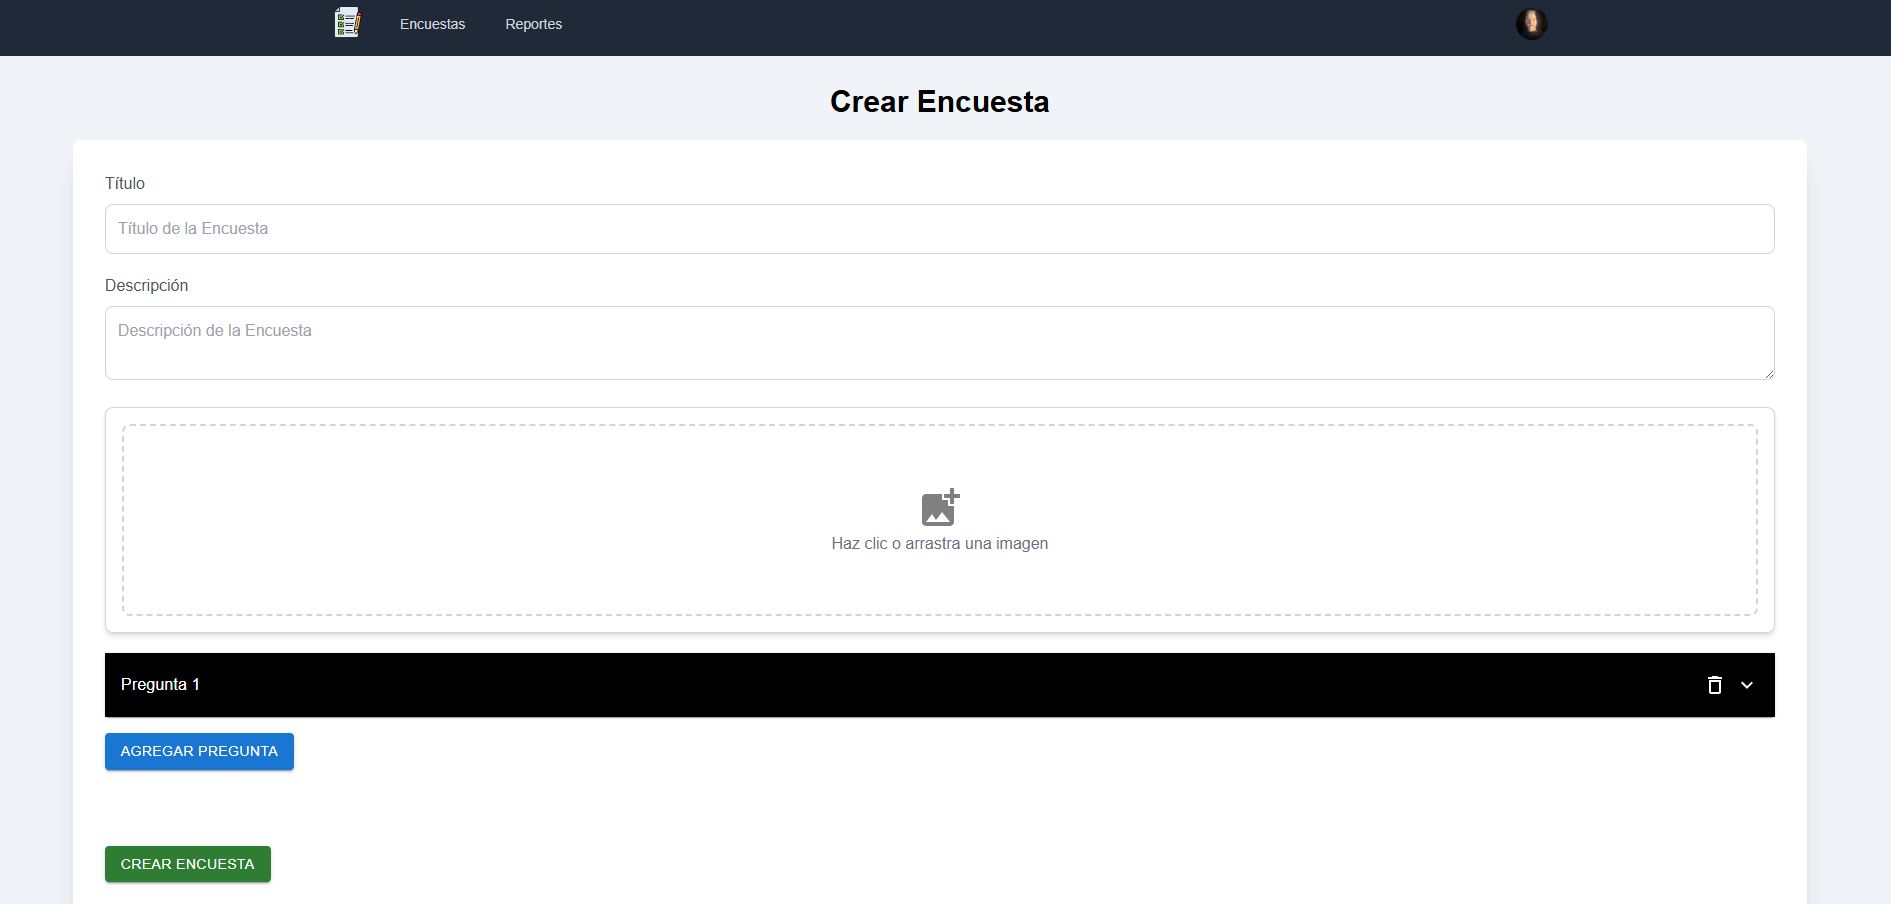 Encuestas
Reportes
Crear Encuesta
Título
Título de la Encuesta
Descripción
Descripción de la Encuesta
Haz clic o arrastra una imagen
Pregunta 1
AGREGAR PREGUNTA
CREAR ENCUESTA